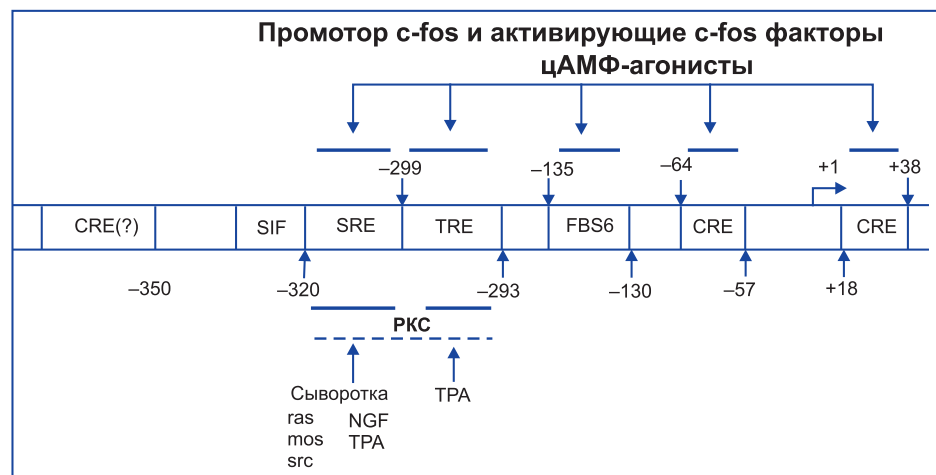 Промотор c-fos и активирующие c-fos факторы
цАМФ-агонисты
–299 –135 –64 +1 +38
CRE(?) SIF SRE TRE FBS6 CRE CRE
–350 –320 –293 –130 –57 +18
РКС
Сыворотка TPA
ras NGF
mos TPA
src